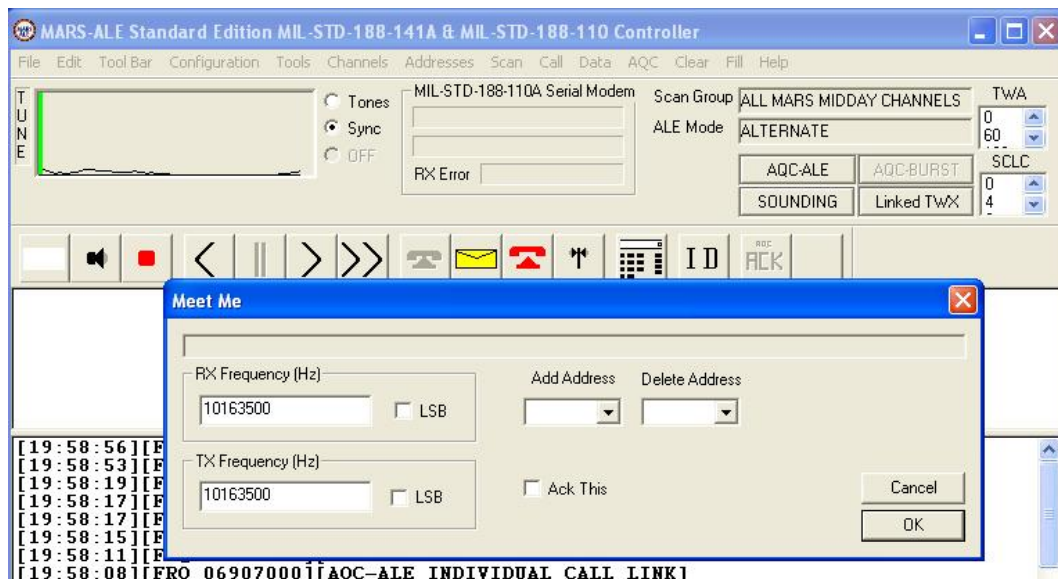 MARS-ALE Standard Edition MIL-STD-188-141A & MIL-STD-188-110 Controller
File Edit Tool Bar Configuration Tools Channels Addresses Scan Call Data AQC Clear Fill Help
TUNE
Tones
Sync
OFF
MIL-STD-188-110A Serial Modem
RX Error
Scan Group ALL MARS MIDDAY CHANNELS
ALE Mode ALTERNATE
TWA
0
60
AQC-ALE AQC-BURST
SOUNDING Linked TWX
SCLC
0
4
ID
AQC ACK
Meet Me
RX Frequency (Hz)
10163500 LSB
Add Address Delete Address
TX Frequency (Hz)
10163500 LSB
Ack This
Cancel
OK
[19:58:56][F
[19:58:53][F
[19:58:19][F
[19:58:17][F
[19:58:17][F
[19:58:15][F
[19:58:11][F
[19:58:08][FRQ 06907000][AQC-ALE INDIVIDUAL CALL LINK]